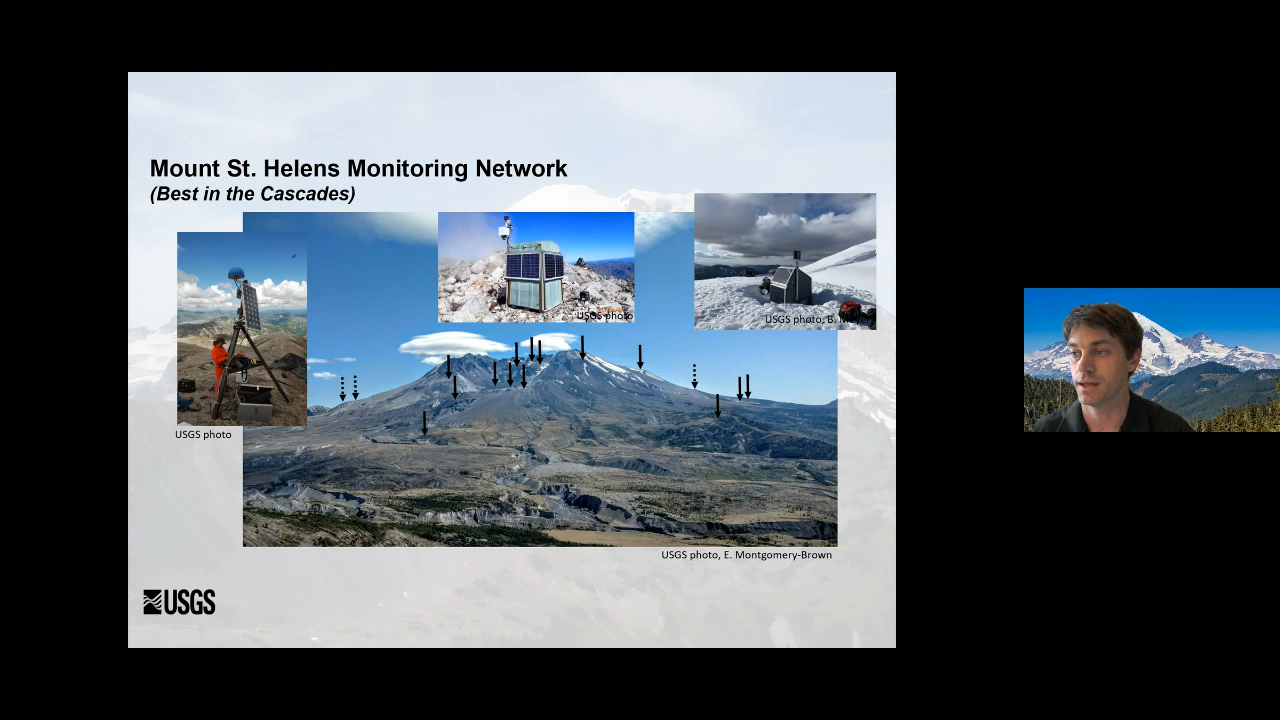 Mount St. Helens Monitoring Network
(Best in the Cascades)
USGS photo
USGS photo, B.
USGS photo
USGS photo, E. Montgomery-Brown
USGS